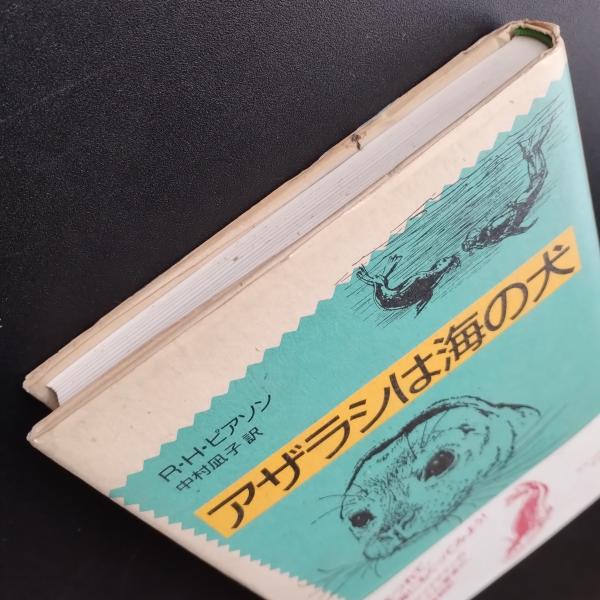 アザラシは海の犬
R・H・ピアソン
中村凪子 訳